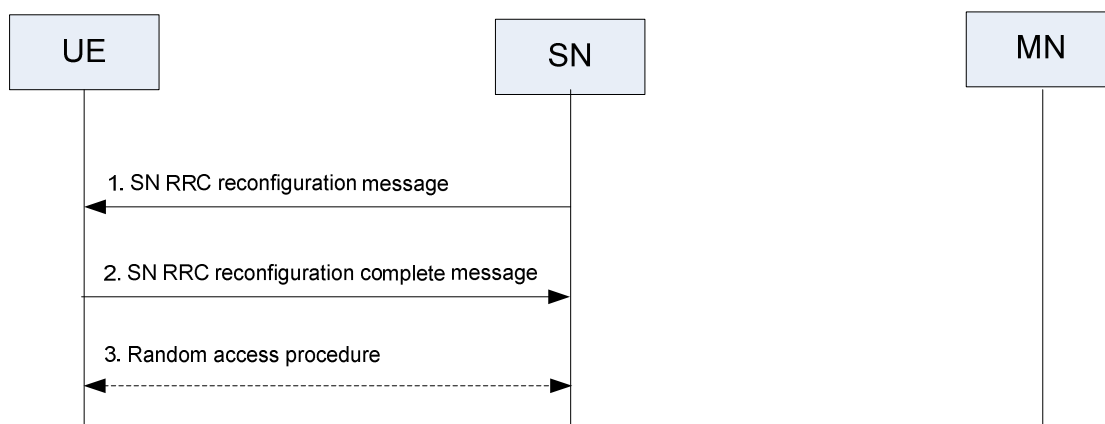 UE
SN
MN
1. SN RRC reconfiguration message
2. SN RRC reconfiguration complete message
3. Random access procedure